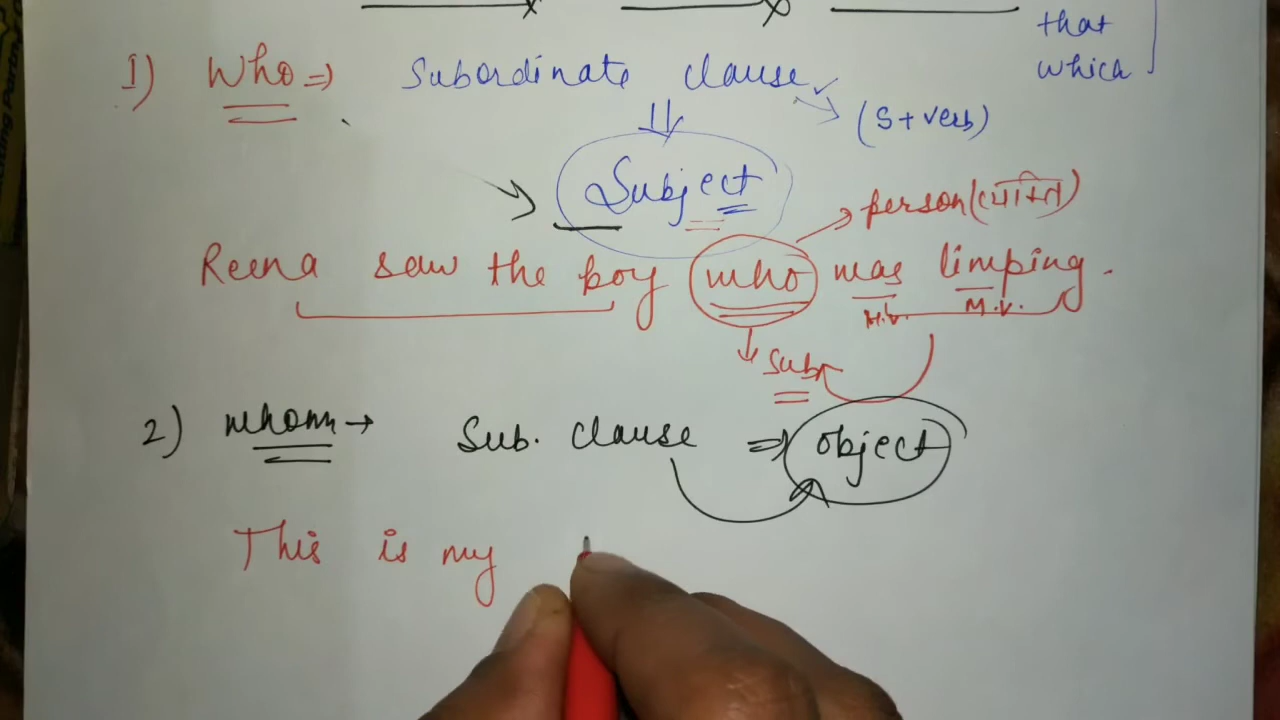 that
which
1) Who ⇒ Subordinate clause
(S + verb)
Subject
person (व्यक्ति)
Reena saw the boy who was limping.
H.V. M.V.
Subj
2) whom → Sub. clause ⇒ object
This is my